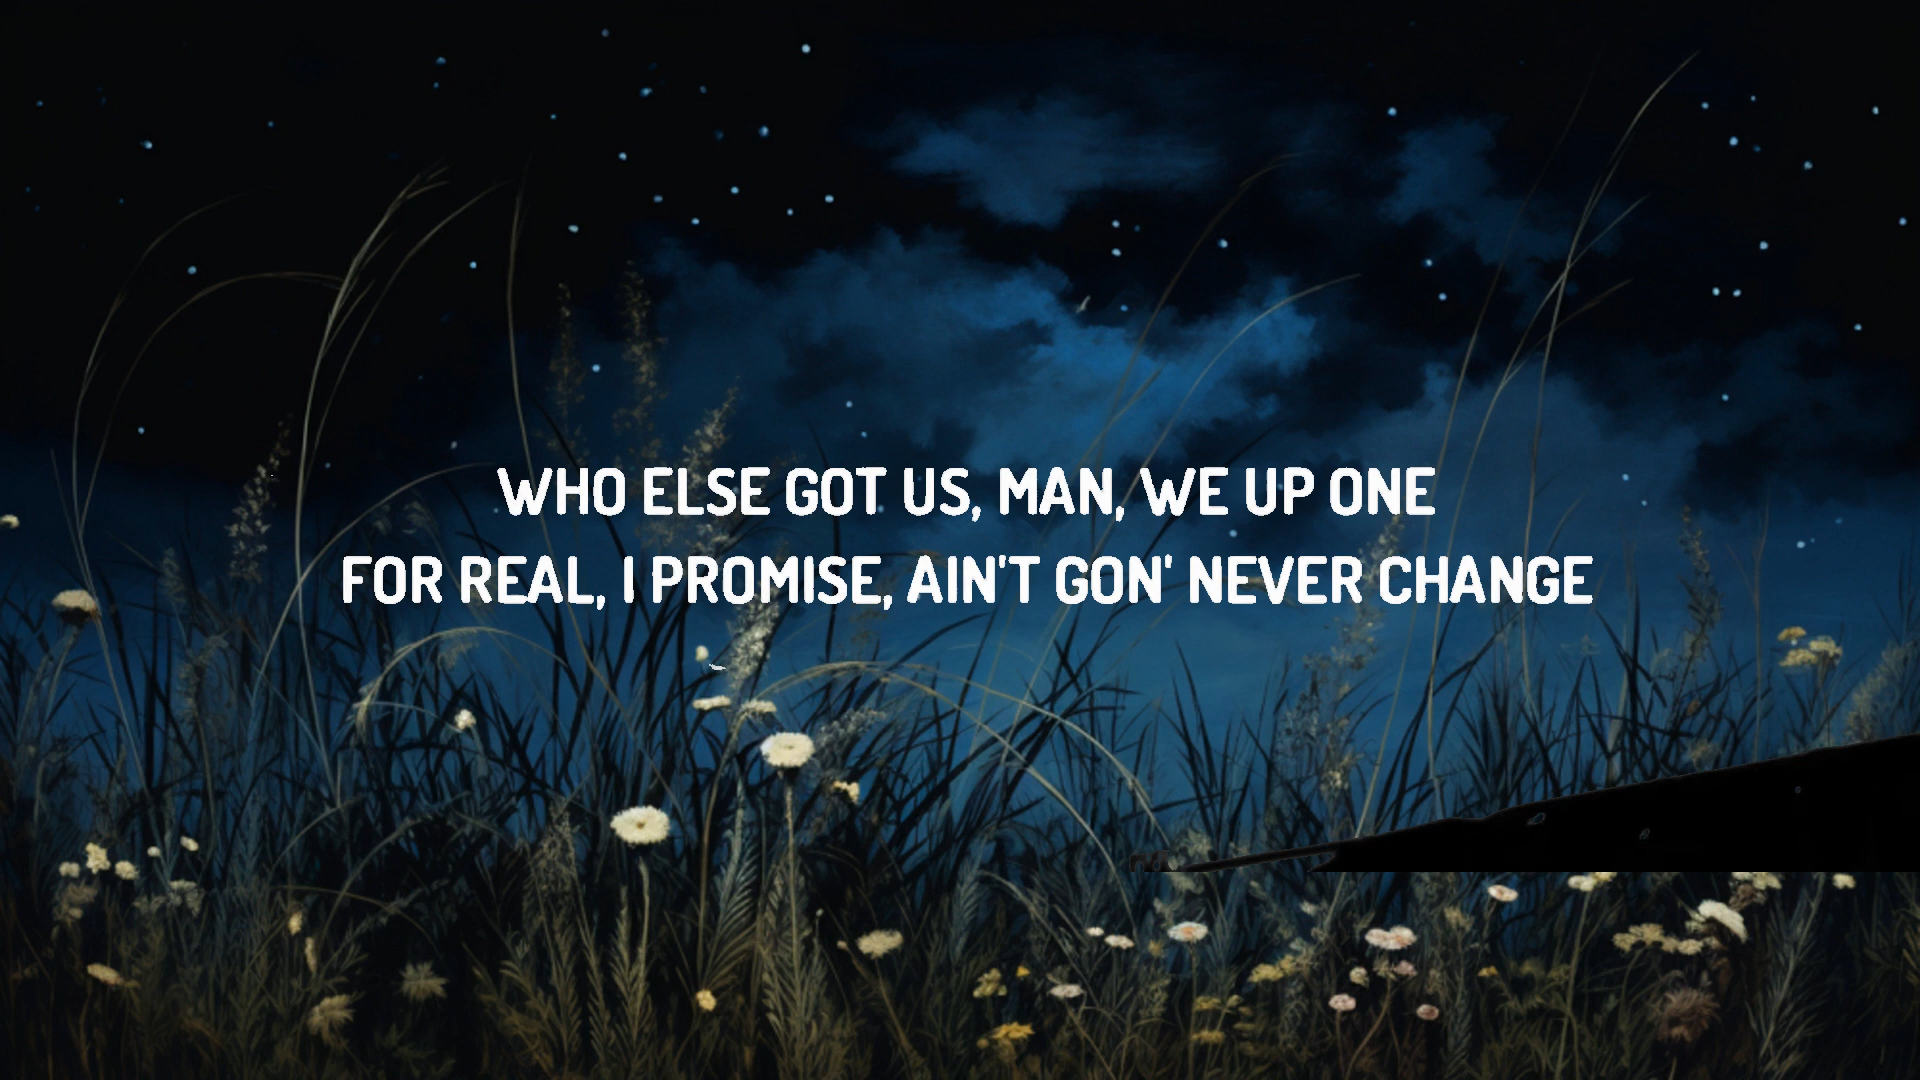 WHO ELSE GOT US, MAN, WE UP ONE
FOR REAL, I PROMISE, AIN'T GON' NEVER CHANGE